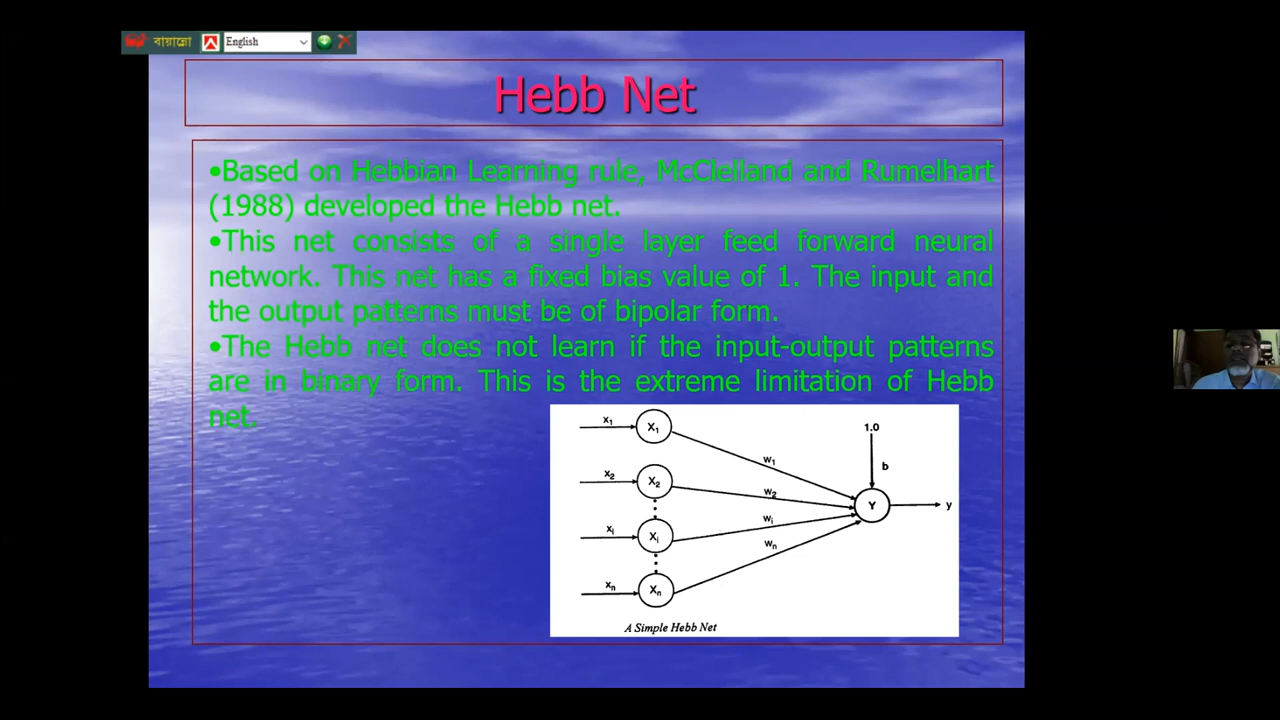 বায়ান্নো English
Hebb Net
•Based on Hebbian Learning rule, McClelland and Rumelhart
(1988) developed the Hebb net.
•This net consists of a single layer feed forward neural
network. This net has a fixed bias value of 1. The input and
the output patterns must be of bipolar form.
•The Hebb net does not learn if the input-output patterns
are in binary form. This is the extreme limitation of Hebb
net.
x1 X1 w1 1.0
b
x2 X2 w2
Y y
xi Xi wi
xn Xn wn
A Simple Hebb Net